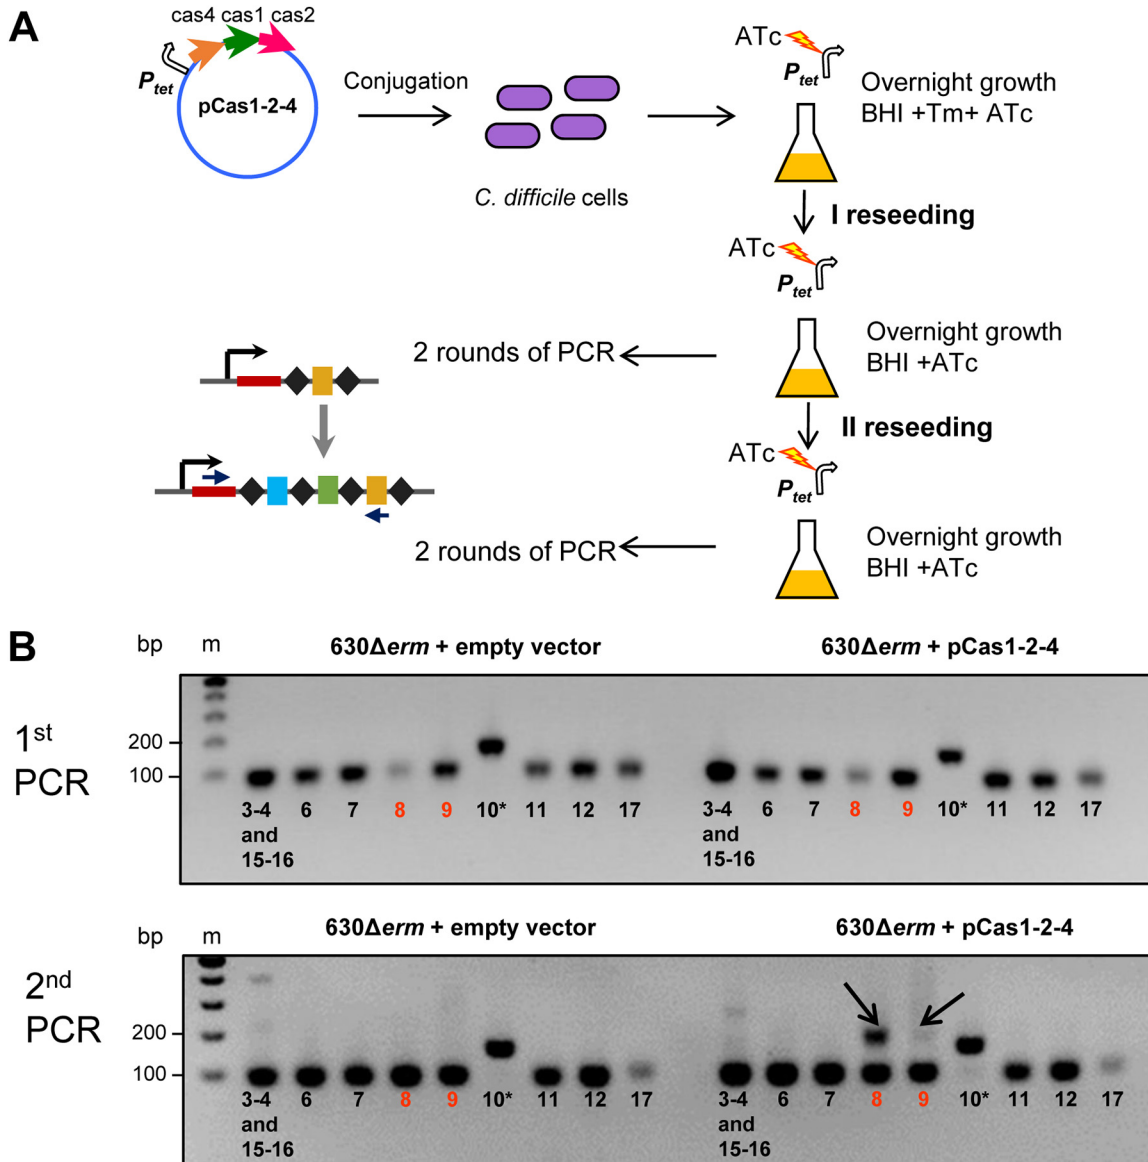 A
cas4 cas1 cas2
Ptet
pCas1-2-4
Conjugation
C. difficile cells
ATc
Ptet
Overnight growth
BHI +Tm+ ATc
I reseeding
ATc
Ptet
Overnight growth
BHI +ATc
2 rounds of PCR
II reseeding
ATc
Ptet
Overnight growth
BHI +ATc
2 rounds of PCR
B
bp m 630Δerm + empty vector 630Δerm + pCas1-2-4
1st
PCR
200
100
3-4 6 7 8 9 10* 11 12 17 3-4 6 7 8 9 10* 11 12 17
and and
15-16 15-16
bp m 630Δerm + empty vector 630Δerm + pCas1-2-4
2nd
PCR
200
100
3-4 6 7 8 9 10* 11 12 17 3-4 6 7 8 9 10* 11 12 17
and and
15-16 15-16